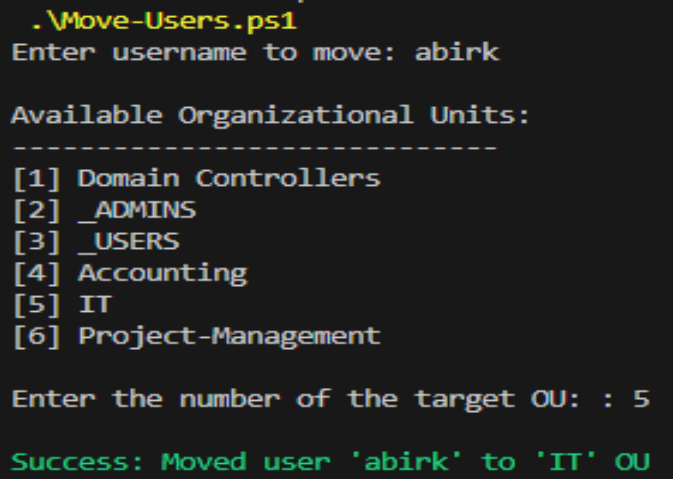 .\Move-Users.ps1
Enter username to move: abirk
Available Organizational Units:
------------------------------
[1] Domain Controllers
[2] _ADMINS
[3] _USERS
[4] Accounting
[5] IT
[6] Project-Management
Enter the number of the target OU: : 5
Success: Moved user 'abirk' to 'IT' OU